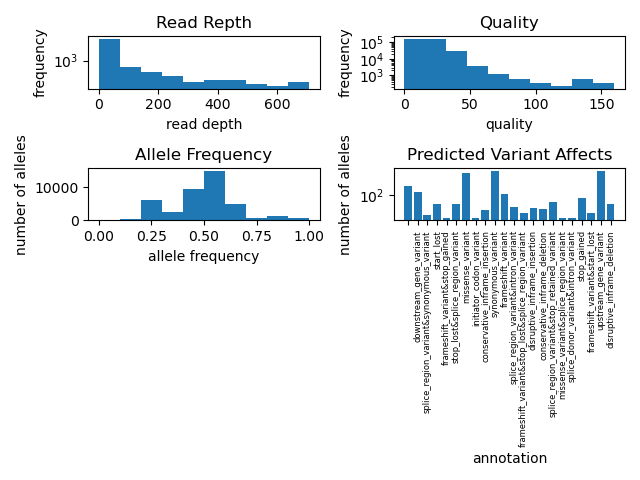 Read Repth
frequency
10³
0 200 400 600
read depth
Quality
frequency
10⁵
10⁴
10³
0 50 100 150
quality
Allele Frequency
number of alleles
10000
0
0.00 0.25 0.50 0.75 1.00
allele frequency
Predicted Variant Affects
number of alleles
10²
downstream_gene_variant
splice_region_variant&synonymous_variant
start_lost
frameshift_variant&stop_gained
stop_lost&splice_region_variant
missense_variant
initiator_codon_variant
conservative_inframe_insertion
synonymous_variant
frameshift_variant
splice_region_variant&intron_variant
frameshift_variant&stop_lost&splice_region_variant
disruptive_inframe_insertion
conservative_inframe_deletion
splice_region_variant&stop_retained_variant
missense_variant&splice_region_variant
splice_donor_variant&intron_variant
stop_gained
frameshift_variant&start_lost
upstream_gene_variant
disruptive_inframe_deletion
annotation